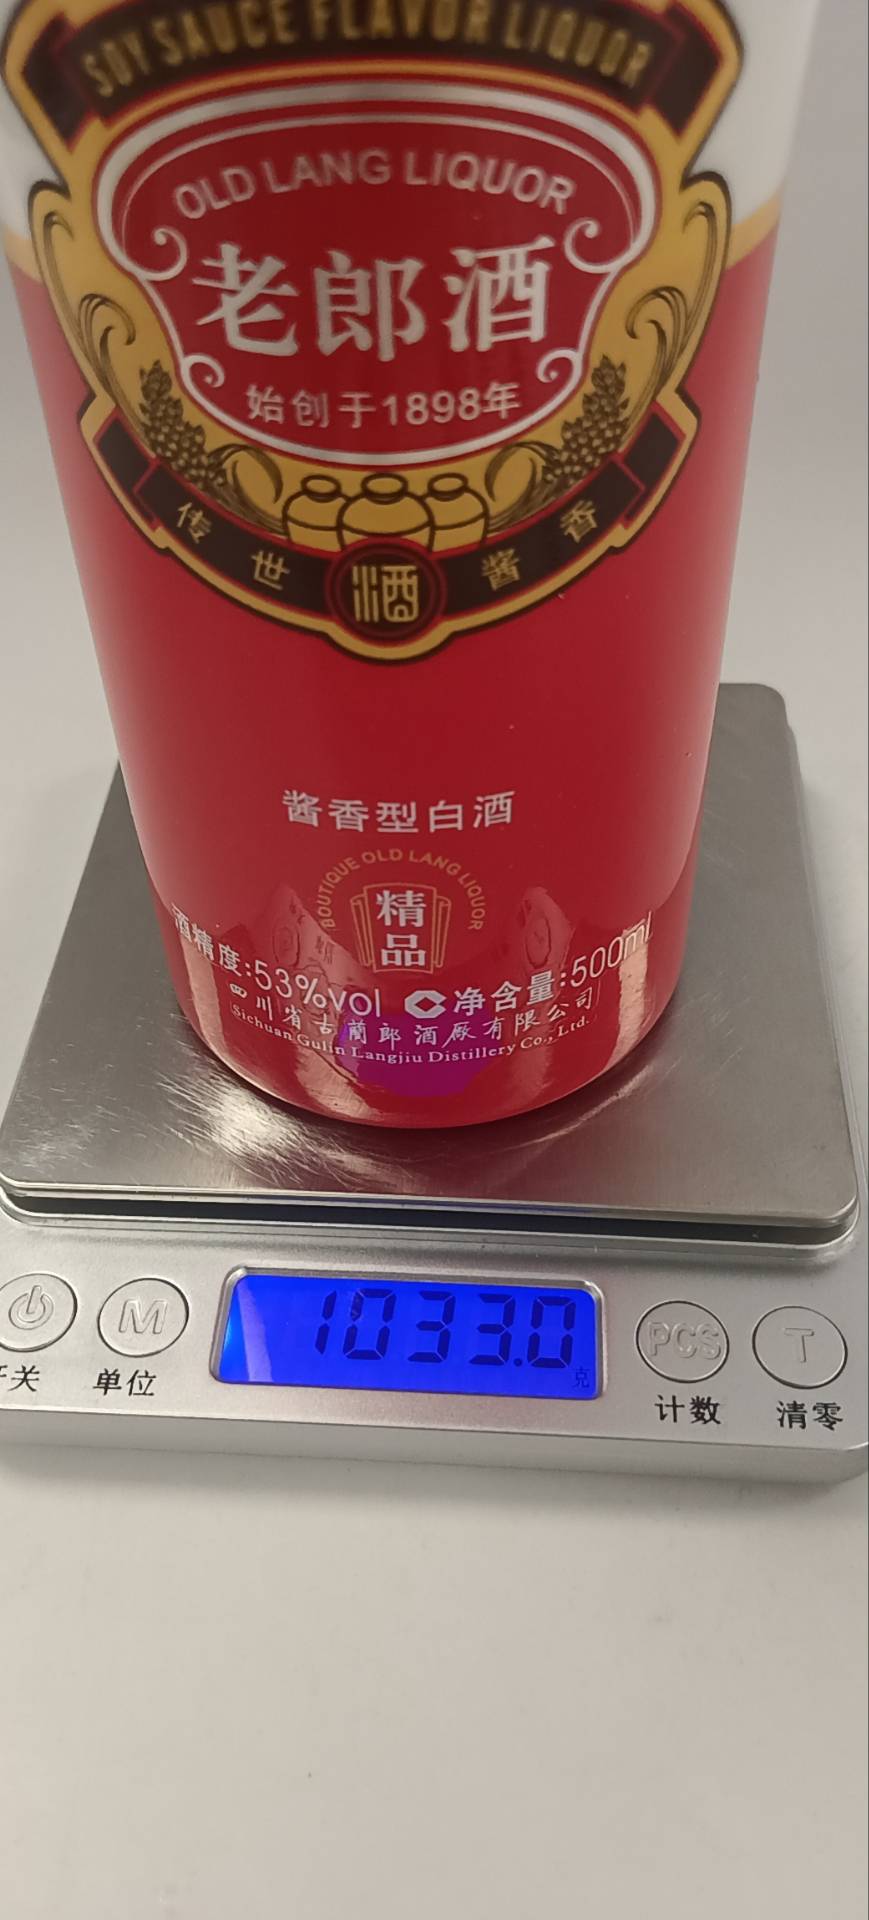 SOY SAUCE FLAVOR LIQUOR
OLD LANG LIQUOR
老郎酒
始创于1898年
传世 酒 酱香
酱香型白酒
BOUTIQUE OLD LANG LIQUOR
精品
酒精度:53%vol 净含量:500ml
四川省古蔺郎酒厰有限公司
Sichuan Gulin Langjiu Distillery Co., Ltd.
1033.0
克
M PCS T
开关 单位 计数 清零